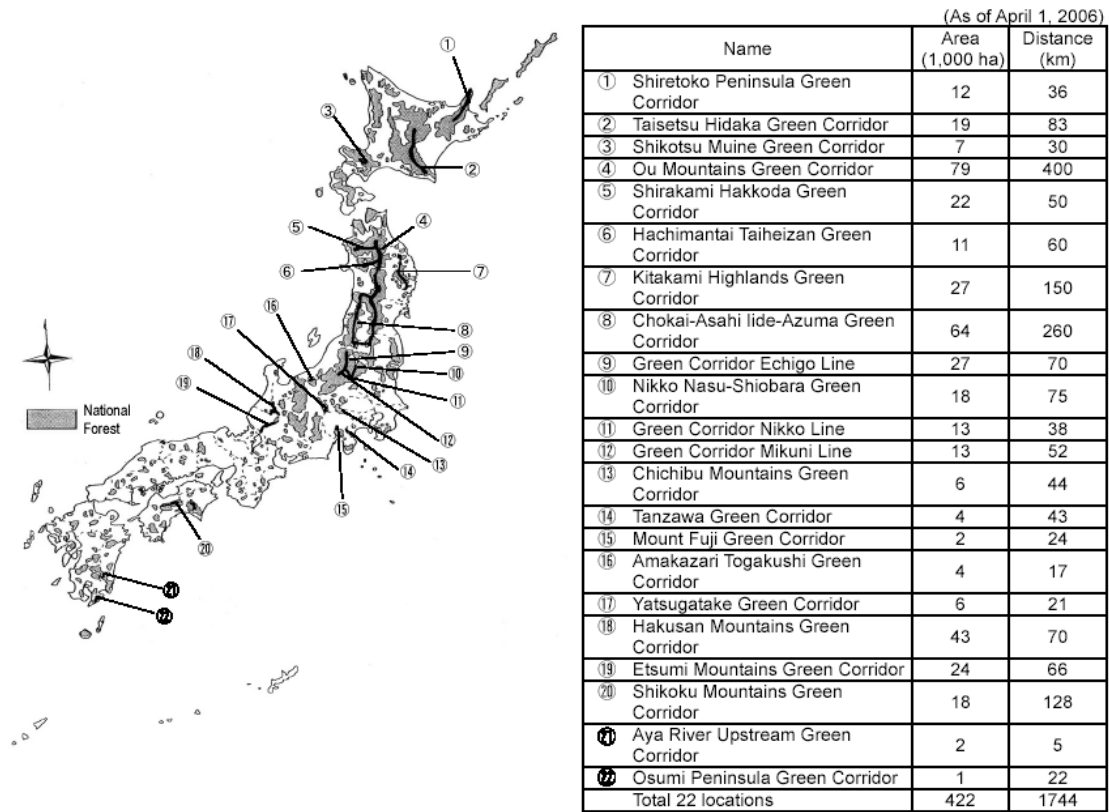 (As of April 1, 2006)
Name Area (1,000 ha) Distance (km)
① Shiretoko Peninsula Green
Corridor 12 36
② Taisetsu Hidaka Green Corridor 19 83
③ Shikotsu Muine Green Corridor 7 30
④ Ou Mountains Green Corridor 79 400
⑤ Shirakami Hakkoda Green
Corridor 22 50
⑥ Hachimantai Taiheizan Green
Corridor 11 60
⑦ Kitakami Highlands Green
Corridor 27 150
⑧ Chokai-Asahi Iide-Azuma Green
Corridor 64 260
⑨ Green Corridor Echigo Line 27 70
⑩ Nikko Nasu-Shiobara Green
Corridor 18 75
⑪ Green Corridor Nikko Line 13 38
⑫ Green Corridor Mikuni Line 13 52
⑬ Chichibu Mountains Green
Corridor 6 44
⑭ Tanzawa Green Corridor 4 43
⑮ Mount Fuji Green Corridor 2 24
⑯ Amakazari Togakushi Green
Corridor 4 17
⑰ Yatsugatake Green Corridor 6 21
⑱ Hakusan Mountains Green
Corridor 43 70
⑲ Etsumi Mountains Green Corridor 24 66
⑳ Shikoku Mountains Green
Corridor 18 128
㉑ Aya River Upstream Green
Corridor 2 5
㉒ Osumi Peninsula Green Corridor 1 22
Total 22 locations 422 1744
①
③
②
⑤
④
⑥
⑦
⑯
⑰
⑧
⑱
⑨
⑲
⑩
⑪
National
Forest
⑫
⑬
⑭
⑮
⑳
㉑
㉒